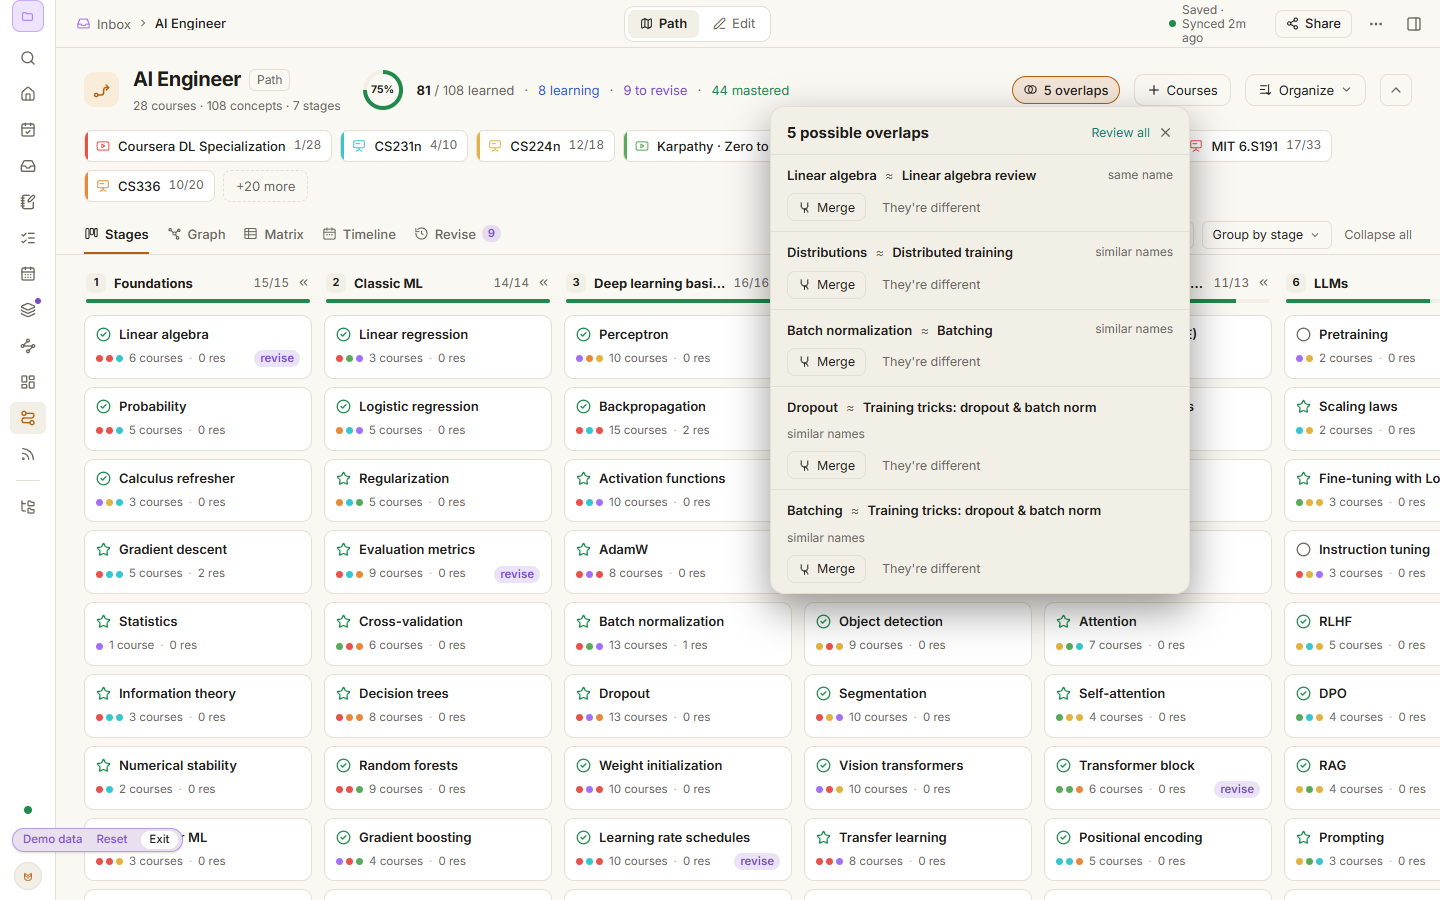 Inbox > AI Engineer
Path
Edit
Saved ·
Synced 2m
ago
Share
AI Engineer
Path
28 courses · 108 concepts · 7 stages
75%
81 / 108 learned · 8 learning · 9 to revise · 44 mastered
5 overlaps
Courses
Organize
Coursera DL Specialization 1/28
CS231n 4/10
CS224n 12/18
Karpathy · Zero to
MIT 6.S191 17/33
CS336 10/20
+20 more
Stages
Graph
Matrix
Timeline
Revise 9
Group by stage
Collapse all
5 possible overlaps
Review all
Linear algebra ≈ Linear algebra review
same name
Merge
They're different
Distributions ≈ Distributed training
similar names
Merge
They're different
Batch normalization ≈ Batching
similar names
Merge
They're different
Dropout ≈ Training tricks: dropout & batch norm
similar names
Merge
They're different
Batching ≈ Training tricks: dropout & batch norm
similar names
Merge
They're different
1 Foundations 15/15
Linear algebra
6 courses · 0 res
revise
Probability
5 courses · 0 res
Calculus refresher
3 courses · 0 res
Gradient descent
5 courses · 2 res
Statistics
1 course · 0 res
Information theory
3 courses · 0 res
Numerical stability
2 courses · 0 res
ML
3 courses · 0 res
2 Classic ML 14/14
Linear regression
3 courses · 0 res
Logistic regression
5 courses · 0 res
Regularization
5 courses · 0 res
Evaluation metrics
9 courses · 0 res
revise
Cross-validation
6 courses · 0 res
Decision trees
8 courses · 0 res
Random forests
9 courses · 0 res
Gradient boosting
4 courses · 0 res
3 Deep learning basi... 16/16
Perceptron
10 courses · 0 res
Backpropagation
15 courses · 2 res
Activation functions
10 courses · 0 res
AdamW
8 courses · 0 res
Batch normalization
13 courses · 1 res
Dropout
13 courses · 0 res
Weight initialization
10 courses · 0 res
Learning rate schedules
10 courses · 0 res
revise
Object detection
9 courses · 0 res
Segmentation
10 courses · 0 res
Vision transformers
10 courses · 0 res
Transfer learning
8 courses · 0 res
... 11/13
Attention
7 courses · 0 res
Self-attention
4 courses · 0 res
Transformer block
6 courses · 0 res
revise
Positional encoding
5 courses · 0 res
6 LLMs
Pretraining
2 courses · 0 res
Scaling laws
2 courses · 0 res
Fine-tuning with Lo
3 courses · 0 res
Instruction tuning
3 courses · 0 res
RLHF
5 courses · 0 res
DPO
4 courses · 0 res
RAG
4 courses · 0 res
Prompting
3 courses · 0 res
Demo data
Reset
Exit